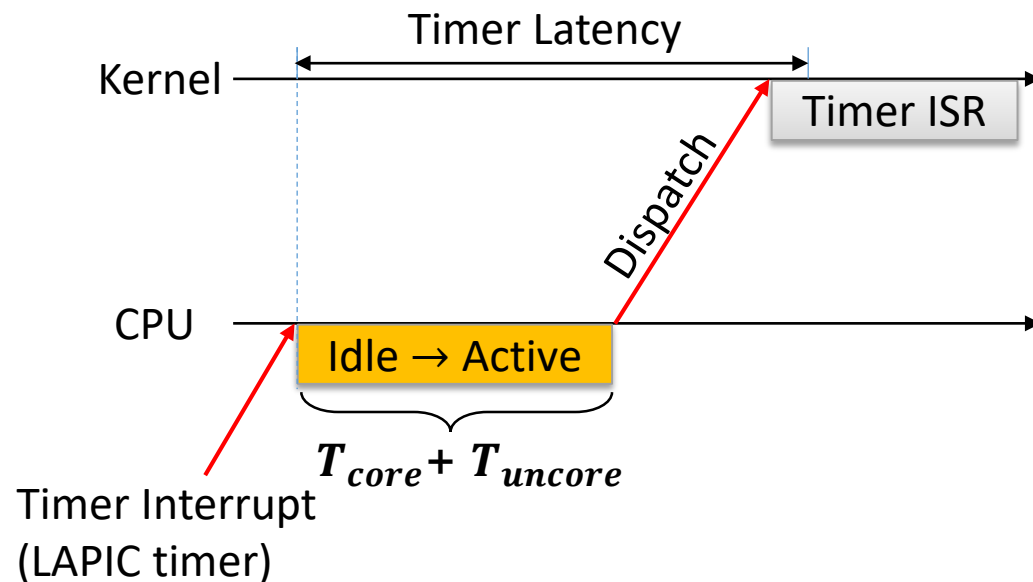 Timer Latency
Kernel
Timer ISR
Dispatch
CPU
Idle → Active
T_core + T_uncore
Timer Interrupt
(LAPIC timer)